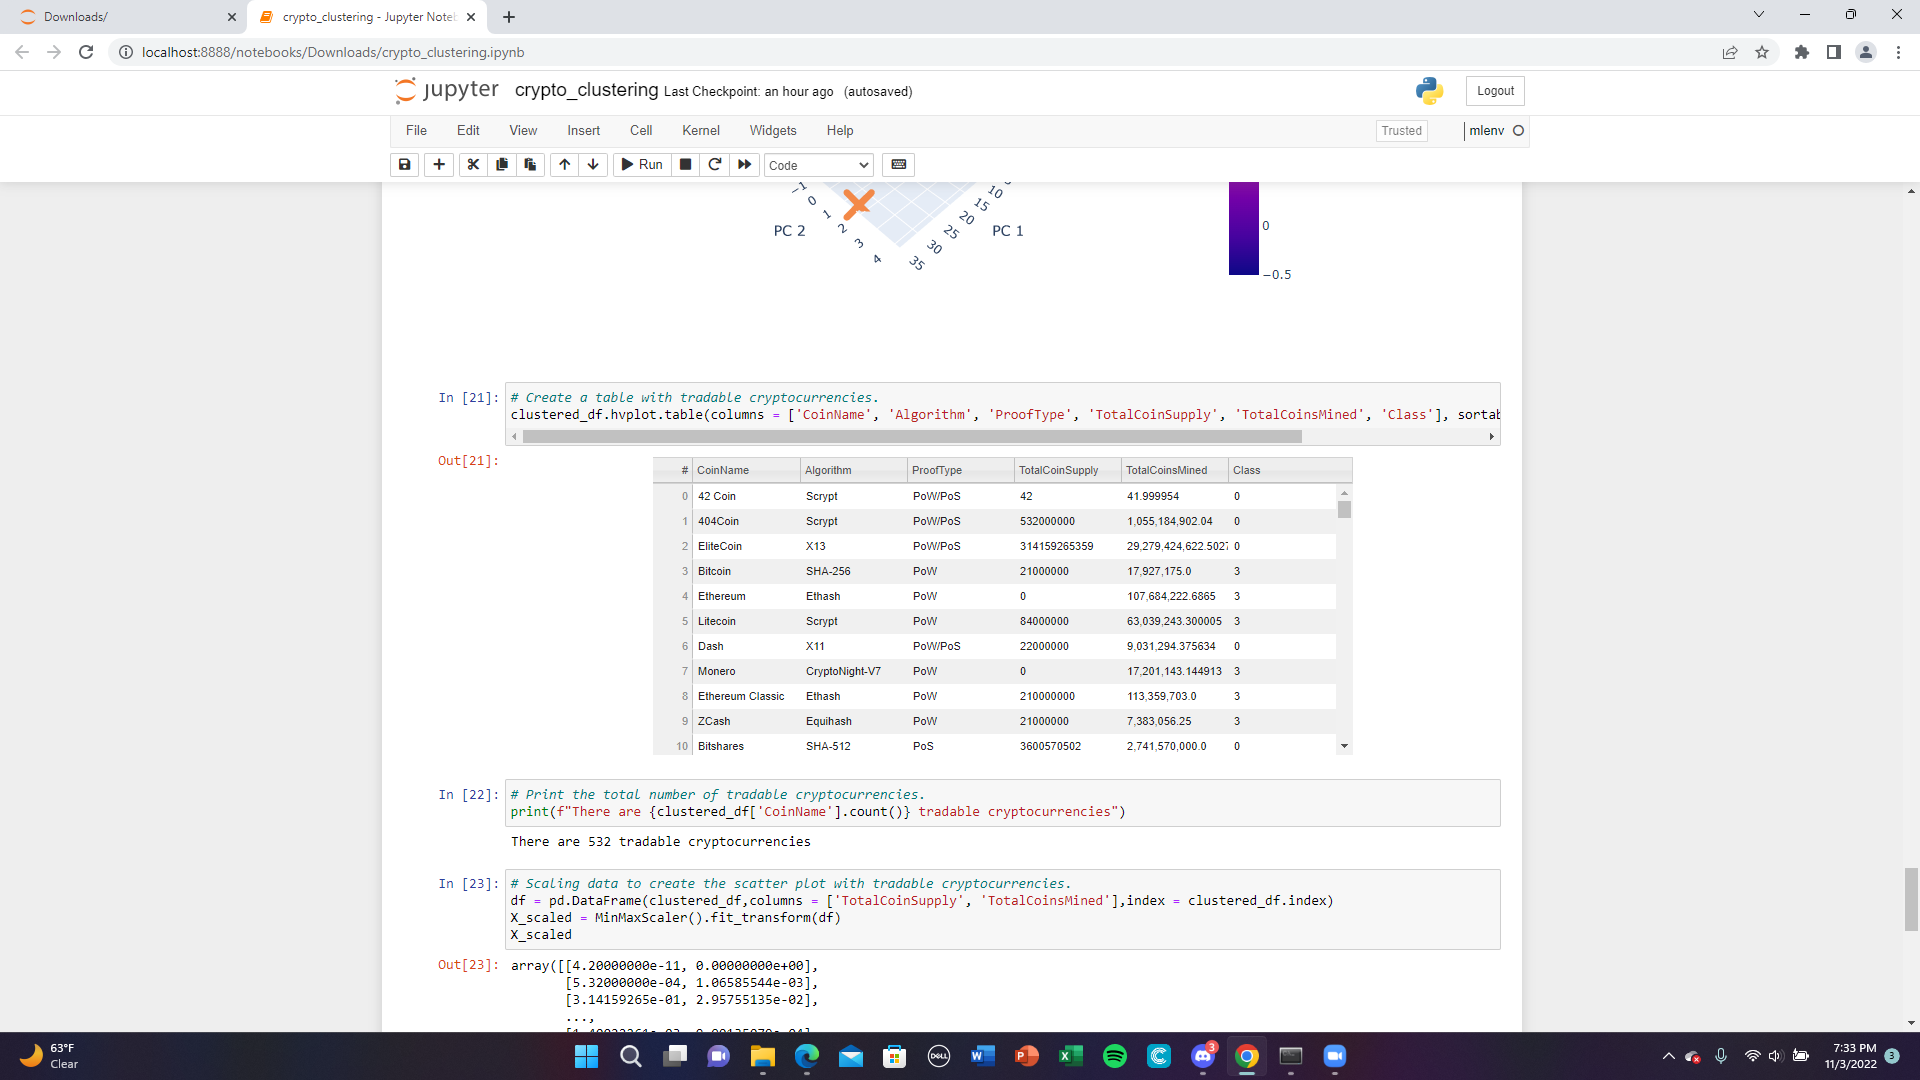 Downloads/
crypto_clustering - Jupyter Noteb
localhost:8888/notebooks/Downloads/crypto_clustering.ipynb
jupyter crypto_clustering Last Checkpoint: an hour ago (autosaved)
Logout
File Edit View Insert Cell Kernel Widgets Help
Trusted mlenv
Run Code
−1
0
1
2
3
4
PC 2
10
15
20
25
30
35
PC 1
0
−0.5
In [21]: # Create a table with tradable cryptocurrencies.
clustered_df.hvplot.table(columns = ['CoinName', 'Algorithm', 'ProofType', 'TotalCoinSupply', 'TotalCoinsMined', 'Class'], sortab
Out[21]:
# CoinName Algorithm ProofType TotalCoinSupply TotalCoinsMined Class
0 42 Coin Scrypt PoW/PoS 42 41.999954 0
1 404Coin Scrypt PoW/PoS 532000000 1,055,184,902.04 0
2 EliteCoin X13 PoW/PoS 314159265359 29,279,424,622.5027 0
3 Bitcoin SHA-256 PoW 21000000 17,927,175.0 3
4 Ethereum Ethash PoW 0 107,684,222.6865 3
5 Litecoin Scrypt PoW 84000000 63,039,243.300005 3
6 Dash X11 PoW/PoS 22000000 9,031,294.375634 0
7 Monero CryptoNight-V7 PoW 0 17,201,143.144913 3
8 Ethereum Classic Ethash PoW 210000000 113,359,703.0 3
9 ZCash Equihash PoW 21000000 7,383,056.25 3
10 Bitshares SHA-512 PoS 3600570502 2,741,570,000.0 0
In [22]: # Print the total number of tradable cryptocurrencies.
print(f"There are {clustered_df['CoinName'].count()} tradable cryptocurrencies")
There are 532 tradable cryptocurrencies
In [23]: # Scaling data to create the scatter plot with tradable cryptocurrencies.
df = pd.DataFrame(clustered_df,columns = ['TotalCoinSupply', 'TotalCoinsMined'],index = clustered_df.index)
X_scaled = MinMaxScaler().fit_transform(df)
X_scaled
Out[23]: array([[4.20000000e-11, 0.00000000e+00],
[5.32000000e-04, 1.06585544e-03],
[3.14159265e-01, 2.95755135e-02],
...,
63°F
Clear
DELL
3
7:33 PM
11/3/2022
3